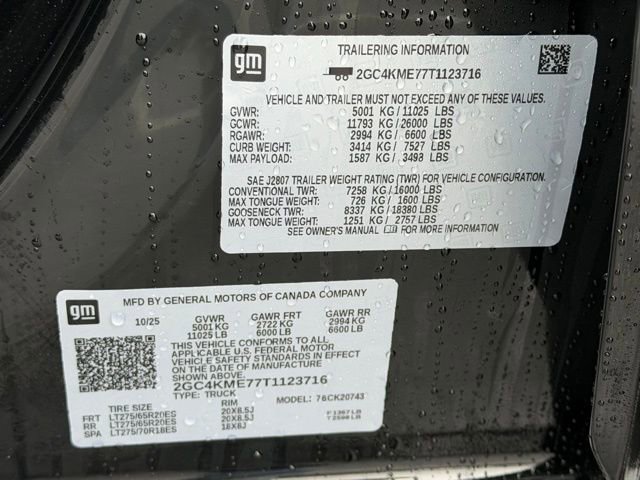 gm
TRAILERING INFORMATION
2GC4KME77T1123716
VEHICLE AND TRAILER MUST NOT EXCEED ANY OF THESE VALUES.
GVWR: 5001 KG/11025 LBS
GCWR: 11793 KG/26000 LBS
RGAWR: 2994 KG/ 6600 LBS
CURB WEIGHT: 3414 KG/ 7527 LBS
MAX PAYLOAD: 1587 KG/ 3493 LBS
SAE J2807 TRAILER WEIGHT RATING (TWR) FOR VEHICLE CONFIGURATION.
CONVENTIONAL TWR: 7258 KG/16000 LBS
MAX TONGUE WEIGHT: 726 KG/ 1600 LBS
GOOSENECK TWR: 8337 KG/18380 LBS
MAX TONGUE WEIGHT: 1251 KG/ 2757 LBS
SEE OWNER'S MANUAL FOR MORE INFORMATION
gm
MFD BY GENERAL MOTORS OF CANADA COMPANY
10/25 GVWR GAWR FRT GAWR RR
5001 KG 2722 KG 2994 KG
11025 LB 6000 LB 6600 LB
THIS VEHICLE CONFORMS TO ALL
APPLICABLE U.S. FEDERAL MOTOR
VEHICLE SAFETY STANDARDS IN EFFECT
ON THE DATE OF MANUFACTURE
SHOWN ABOVE.
2GC4KME77T1123716
TYPE: TRUCK MODEL: 76CK20743
TIRE SIZE RIM
FRT LT275/65R20ES 20X8.5J P1367 LB
RR LT275/65R20ES 20X8.5J
SPA LT275/70R18ES 18X8J